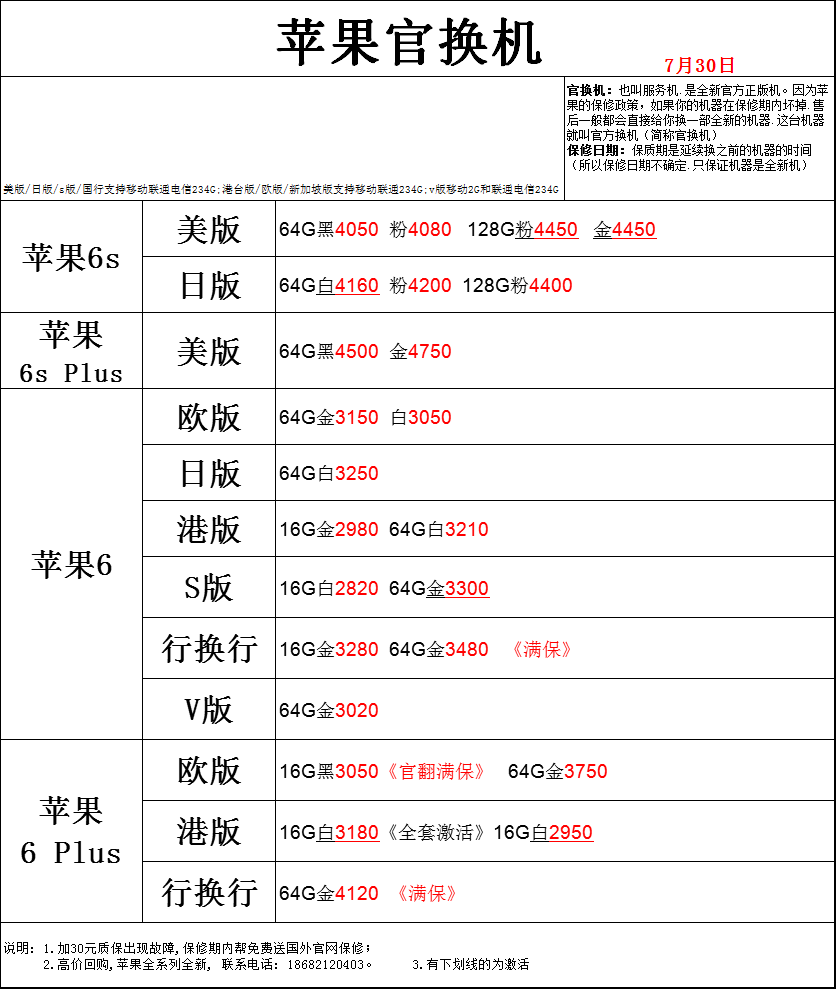 苹果官换机
7月30日
官换机：也叫服务机.是全新官方正版机。因为苹
果的保修政策，如果你的机器在保修期内坏掉.售
后一般都会直接给你换一部全新的机器.这台机器
就叫官方换机（简称官换机）
保修日期：保质期是延续换之前的机器的时间
（所以保修日期不确定.只保证机器是全新机）
美版/日版/s版/国行支持移动联通电信234G;港台版/欧版/新加坡版支持移动联通234G;v版移动2G和联通电信234G
苹果6s
美版
64G黑4050 粉4080 128G粉4450 金4450
日版
64G白4160 粉4200 128G粉4400
苹果
6s Plus
美版
64G黑4500 金4750
苹果6
欧版
64G金3150 白3050
日版
64G白3250
港版
16G金2980 64G白3210
S版
16G白2820 64G金3300
行换行
16G金3280 64G金3480 《满保》
V版
64G金3020
苹果
6 Plus
欧版
16G黑3050《官翻满保》 64G金3750
港版
16G白3180《全套激活》16G白2950
行换行
64G金4120 《满保》
说明：1.加30元质保出现故障,保修期内帮免费送国外官网保修；
2.高价回购,苹果全系列全新, 联系电话：18682120403。 3.有下划线的为激活